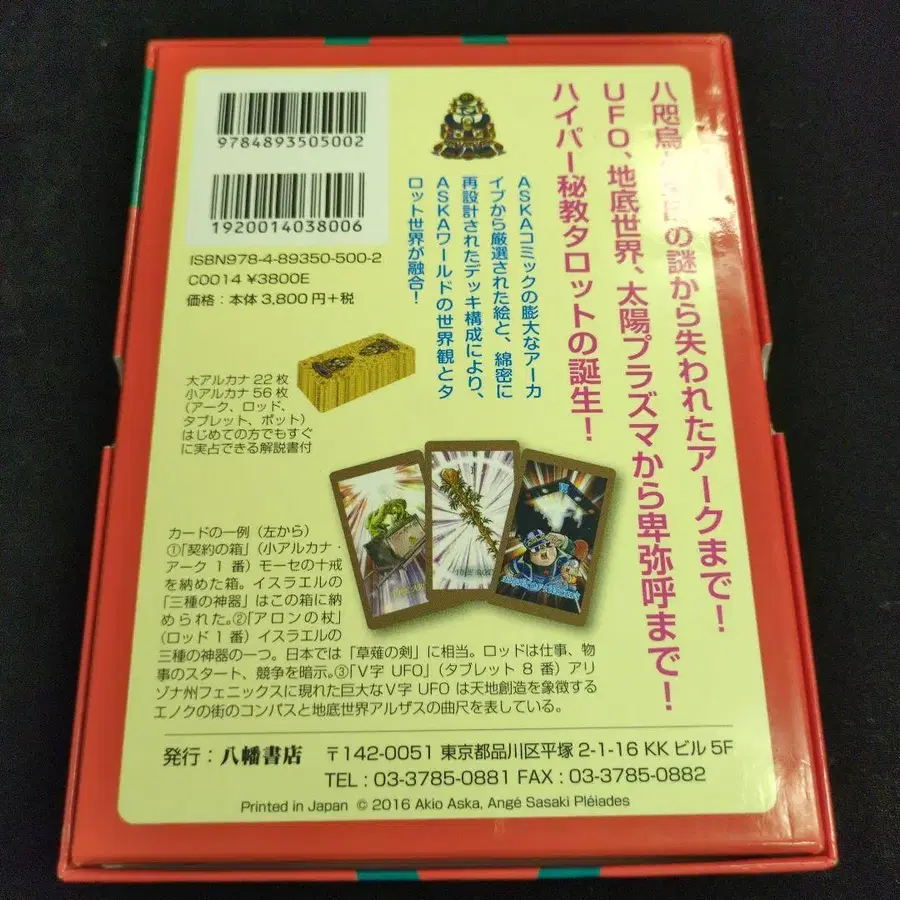 八咫烏 の謎から失われたアークまで！
UFO、地底世界、太陽プラズマから卑弥呼まで！
ハイパー秘教タロットの誕生！
ASKAコミックの膨大なアーカ
イブから厳選された絵と、綿密に
再設計されたデッキ構成により、
ASKAワールドの世界観とタ
ロット世界が融合！
9784893505002
1920014038006
ISBN978-4-89350-500-2
C0014 ¥3800E
価格：本体 3,800 円+税
大アルカナ 22 枚
小アルカナ 56 枚
(アーク、ロッド、
タブレット、ポット)
はじめての方でもすぐ
に実占できる解説書付
カードの一例（左から）
①「契約の箱」（小アルカナ・
アーク 1 番）モーセの十戒
を納めた箱。イスラエルの
「三種の神器」はこの箱に納
められた。②「アロンの杖」
（ロッド 1 番）イスラエルの
三種の神器の一つ。日本では「草薙の剣」に相当。ロッドは仕事、物
事のスタート、競争を暗示。③「V字 UFO」（タブレット 8 番）アリ
ゾナ州フェニックスに現れた巨大なV字 UFO は天地創造を象徴する
エノクの街のコンパスと地底世界アルザスの曲尺を表している。
発行：八幡書店 〒142-0051 東京都品川区平塚 2-1-16 KK ビル 5F
TEL：03-3785-0881 FAX：03-3785-0882
Printed in Japan © 2016 Akio Aska, Angé Sasaki Pléiades